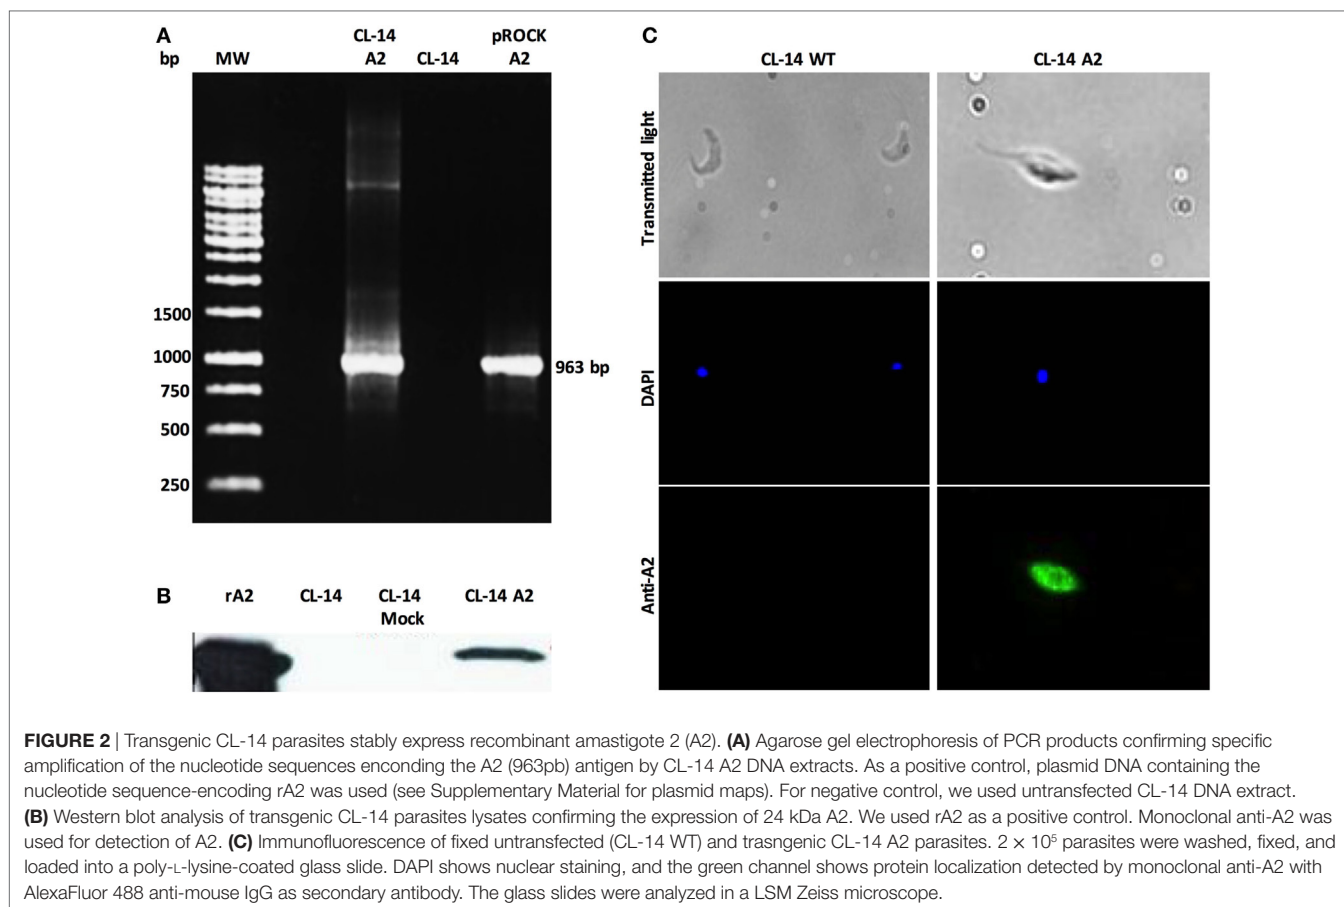 A
bp
MW
CL-14
A2
CL-14
pROCK
A2
1500
1000
750
500
250
963 bp
B
rA2
CL-14
CL-14
Mock
CL-14 A2
C
CL-14 WT
CL-14 A2
Transmitted light
DAPI
Anti-A2
FIGURE 2 | Transgenic CL-14 parasites stably express recombinant amastigote 2 (A2). (A) Agarose gel electrophoresis of PCR products confirming specific
amplification of the nucleotide sequences enconding the A2 (963pb) antigen by CL-14 A2 DNA extracts. As a positive control, plasmid DNA containing the
nucleotide sequence-encoding rA2 was used (see Supplementary Material for plasmid maps). For negative control, we used untransfected CL-14 DNA extract.
(B) Western blot analysis of transgenic CL-14 parasites lysates confirming the expression of 24 kDa A2. We used rA2 as a positive control. Monoclonal anti-A2 was
used for detection of A2. (C) Immunofluorescence of fixed untransfected (CL-14 WT) and trasngenic CL-14 A2 parasites. 2 × 10⁵ parasites were washed, fixed, and
loaded into a poly-L-lysine-coated glass slide. DAPI shows nuclear staining, and the green channel shows protein localization detected by monoclonal anti-A2 with
AlexaFluor 488 anti-mouse IgG as secondary antibody. The glass slides were analyzed in a LSM Zeiss microscope.